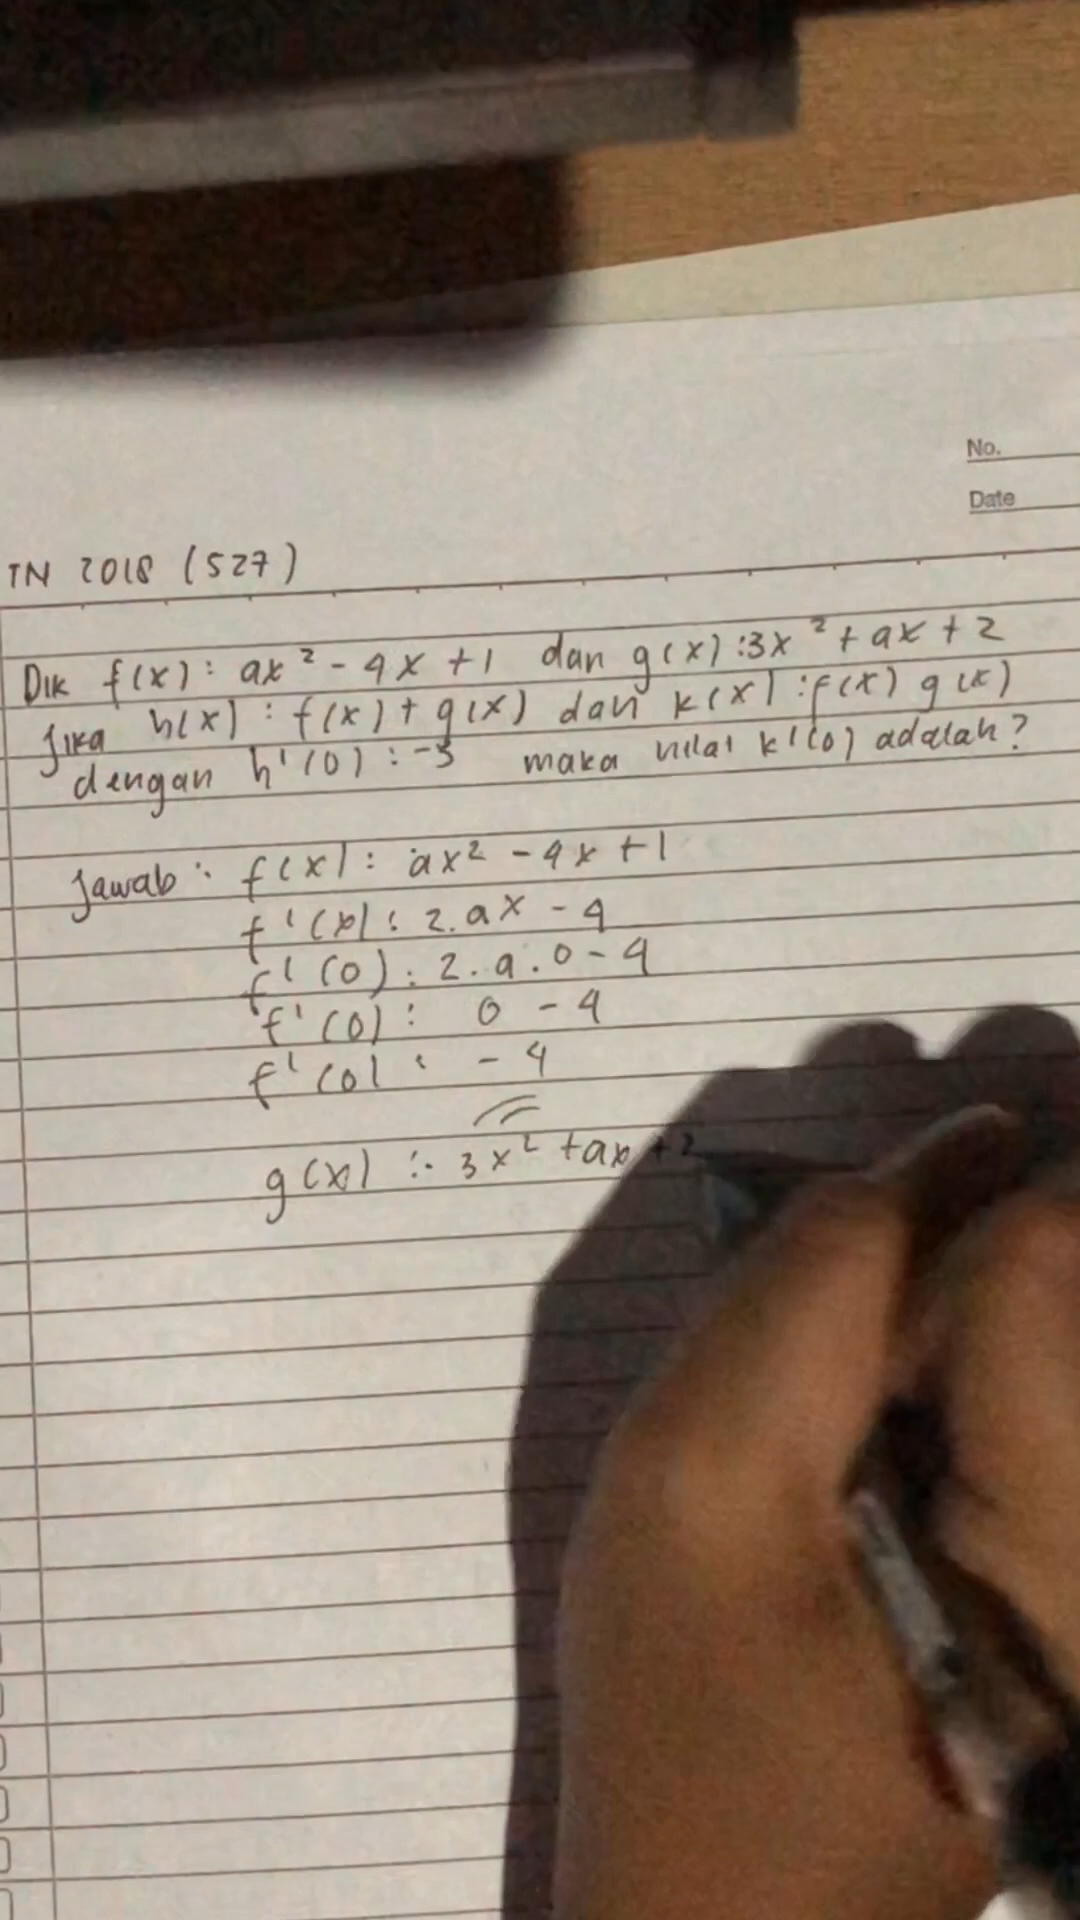 No.
Date
TN 2018 (527)
Dik f(x) : ax² - 4x + 1 dan g(x) : 3x² + ax + 2
Jika h(x) : f(x) + g(x) dan k(x) : f(x) g(x)
dengan h'(0) : -3 maka nilai k'(0) adalah?
Jawab : f(x) : ax² - 4x + 1
f'(x) : 2.ax - 4
f'(0) : 2.a.0 - 4
f'(0) : 0 - 4
f'(0) : - 4
g(x) : 3x² + ax + 2